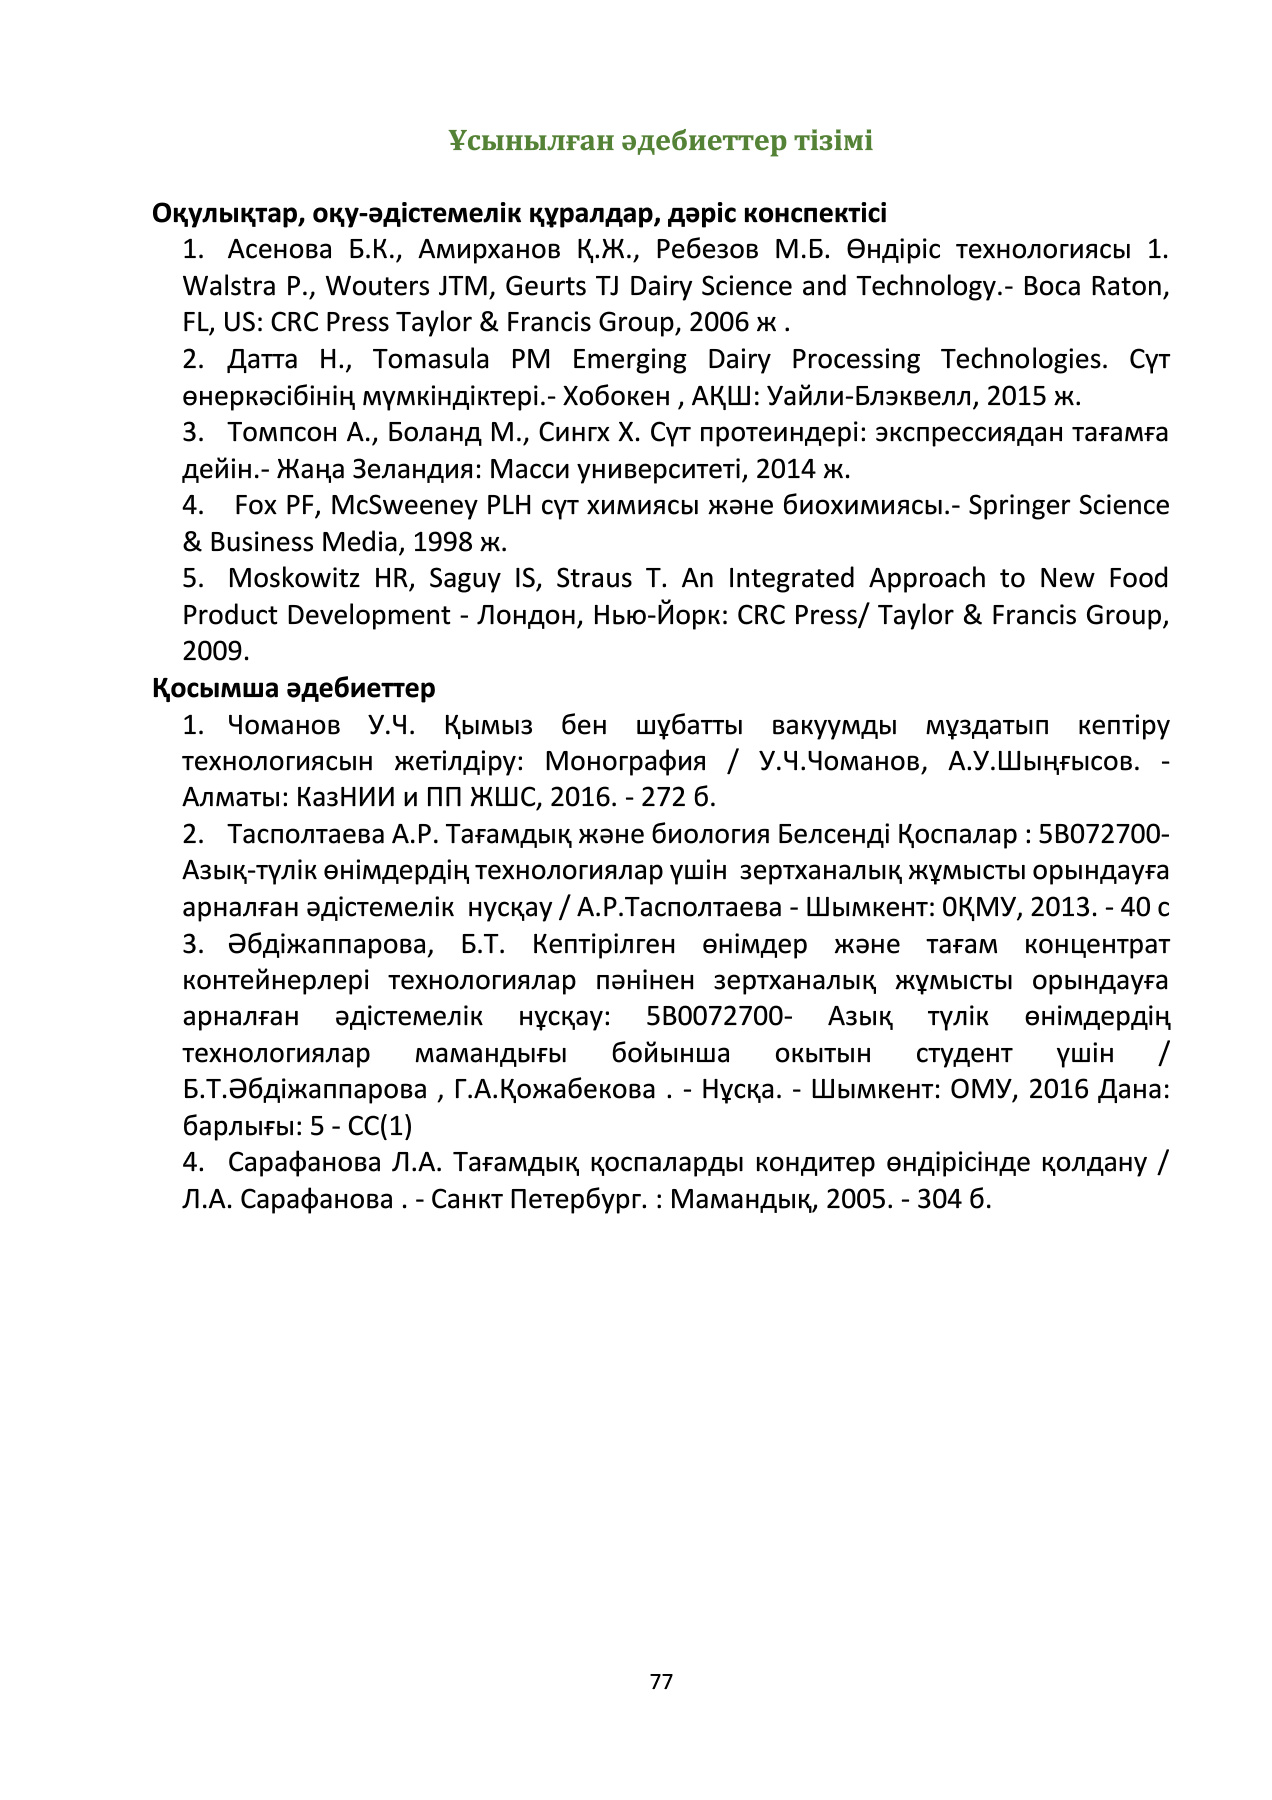 Ұсынылған әдебиеттер тізімі
Оқулықтар, оқу-әдістемелік құралдар, дәріс конспектісі
1. Асенова Б.К., Амирханов Қ.Ж., Ребезов М.Б. Өндіріс технологиясы 1.
Walstra P., Wouters JTM, Geurts TJ Dairy Science and Technology.- Boca Raton,
FL, US: CRC Press Taylor & Francis Group, 2006 ж .
2. Датта Н., Tomasula PM Emerging Dairy Processing Technologies. Сүт
өнеркәсібінің мүмкіндіктері.- Хобокен , АҚШ: Уайли-Блэквелл, 2015 ж.
3. Томпсон А., Боланд М., Сингх Х. Сүт протеиндері: экспрессиядан тағамға
дейін.- Жаңа Зеландия: Масси университеті, 2014 ж.
4. Fox PF, McSweeney PLH сүт химиясы және биохимиясы.- Springer Science
& Business Media, 1998 ж.
5. Moskowitz HR, Saguy IS, Straus T. An Integrated Approach to New Food
Product Development - Лондон, Нью-Йорк: CRC Press/ Taylor & Francis Group,
2009.
Қосымша әдебиеттер
1. Чоманов У.Ч. Қымыз бен шұбатты вакуумды мұздатып кептіру
технологиясын жетілдіру: Монография / У.Ч.Чоманов, А.У.Шыңғысов. -
Алматы: КазНИИ и ПП ЖШС, 2016. - 272 б.
2. Тасполтаева А.Р. Тағамдық және биология Белсенді Қоспалар : 5В072700-
Азық-түлік өнімдердің технологиялар үшін зертханалық жұмысты орындауға
арналған әдістемелік нусқау / А.Р.Тасполтаева - Шымкент: 0ҚМУ, 2013. - 40 с
3. Әбдіжаппарова, Б.Т. Кептірілген өнімдер және тағам концентрат
контейнерлері технологиялар пәнінен зертханалық жұмысты орындауға
арналған әдістемелік нұсқау: 5В0072700- Азық түлік өнімдердің
технологиялар мамандығы бойынша окытын студент үшін /
Б.Т.Әбдіжаппарова , Г.А.Қожабекова . - Нұсқа. - Шымкент: ОМУ, 2016 Дана:
барлығы: 5 - СС(1)
4. Сарафанова Л.А. Тағамдық қоспаларды кондитер өндірісінде қолдану /
Л.А. Сарафанова . - Санкт Петербург. : Мамандық, 2005. - 304 б.
77